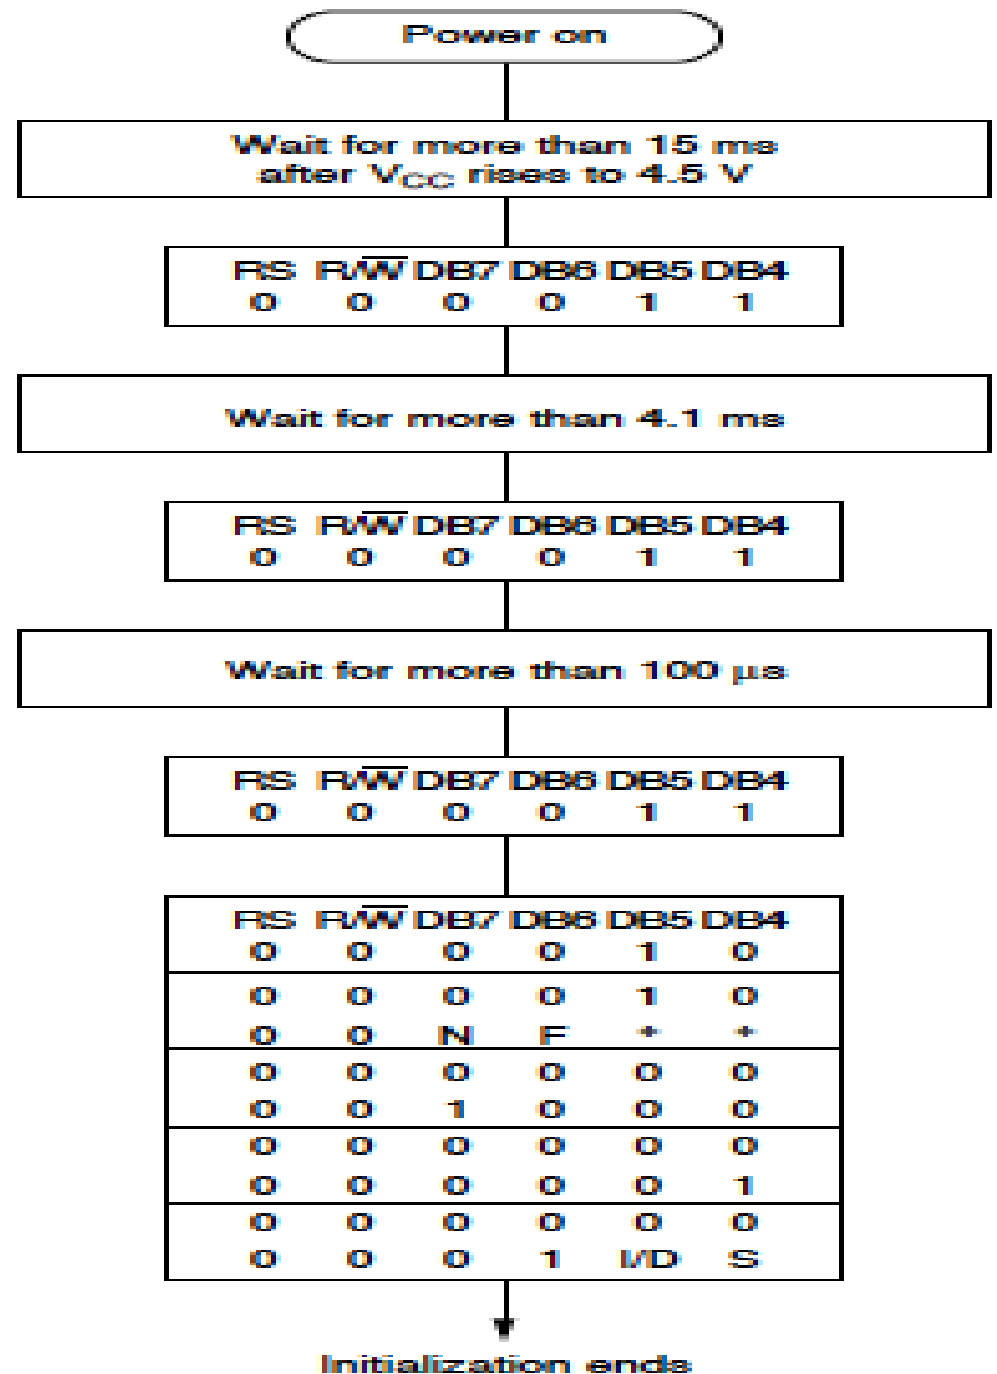 Power on
Wait for more than 15 ms
after VCC rises to 4.5 V
RS R/W̅ DB7 DB6 DB5 DB4
0 0 0 0 1 1
Wait for more than 4.1 ms
RS R/W̅ DB7 DB6 DB5 DB4
0 0 0 0 1 1
Wait for more than 100 μs
RS R/W̅ DB7 DB6 DB5 DB4
0 0 0 0 1 1
RS R/W̅ DB7 DB6 DB5 DB4
0 0 0 0 1 0
0 0 0 0 1 0
0 0 N F * *
0 0 0 0 0 0
0 0 1 0 0 0
0 0 0 0 0 0
0 0 0 0 0 1
0 0 0 0 0 0
0 0 0 1 I/D S
Initialization ends